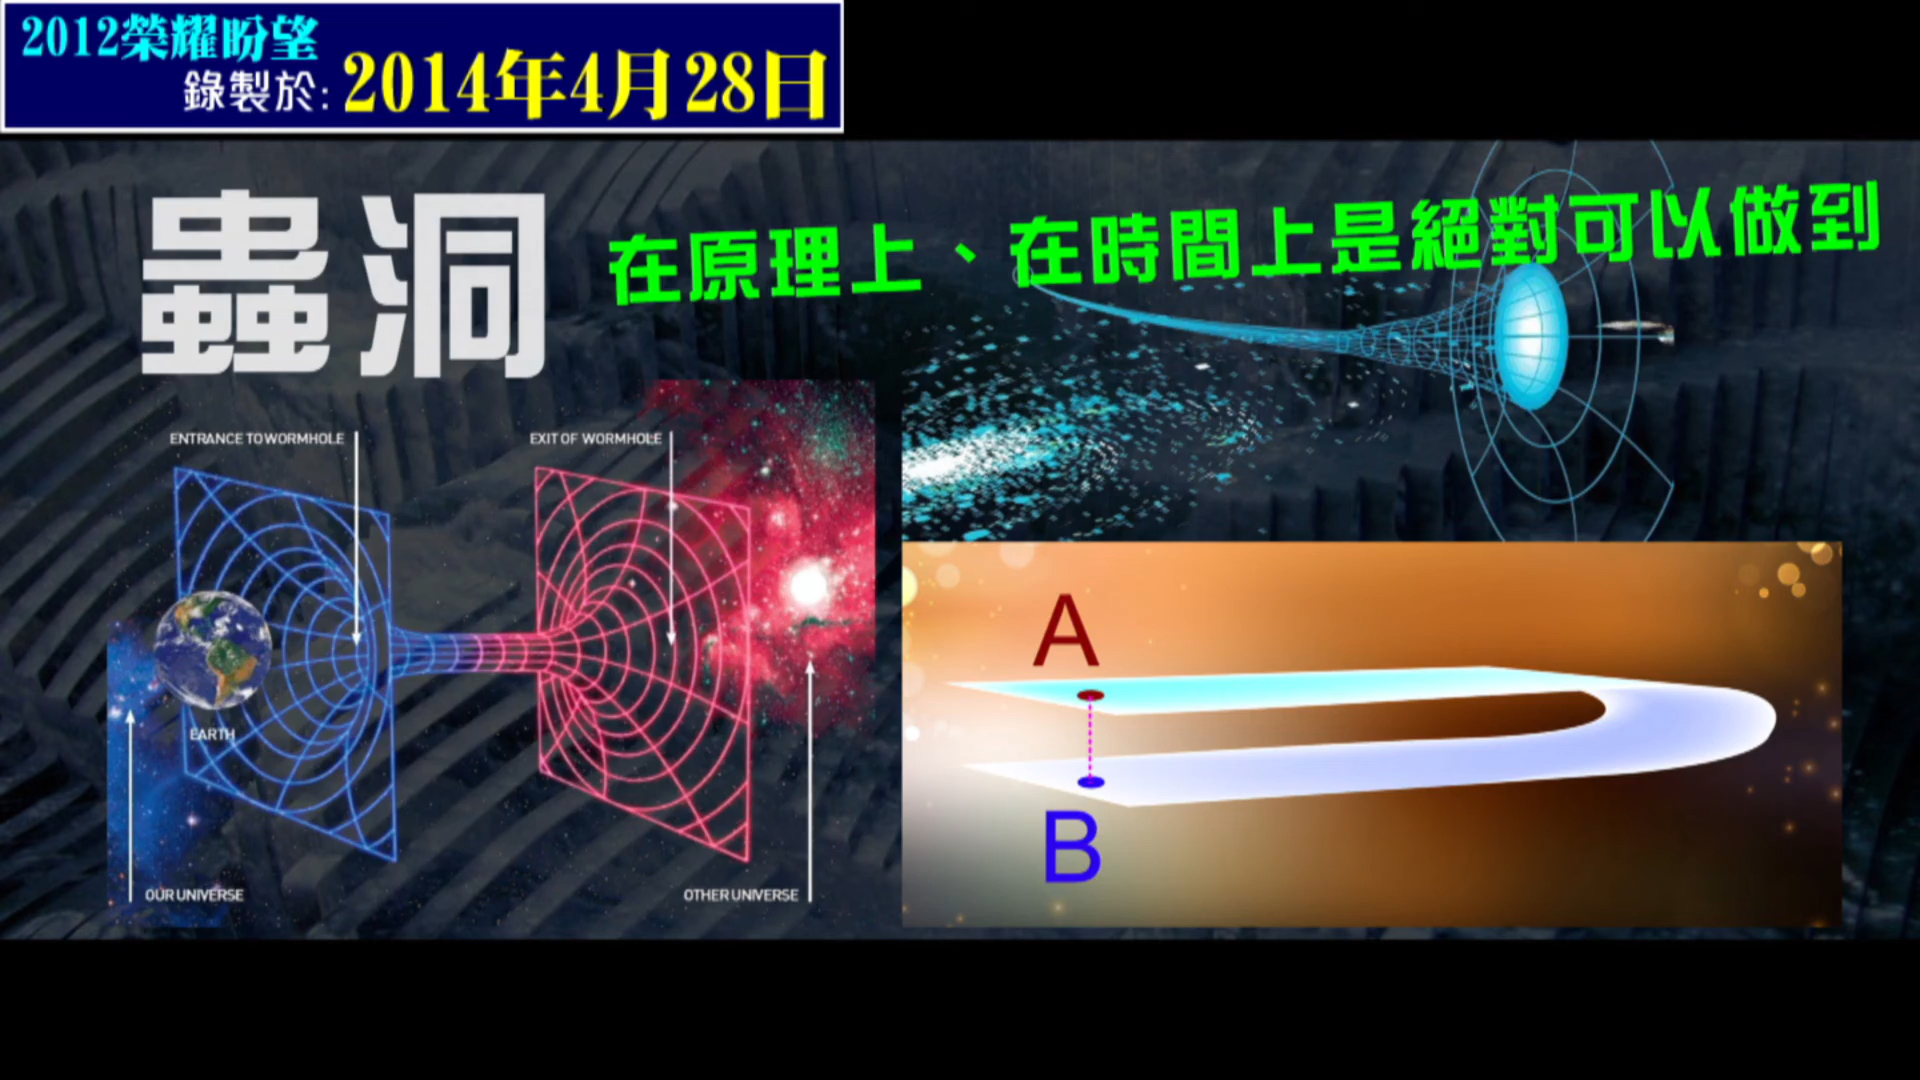 2012榮耀盼望
錄製於: 2014年4月28日
蟲洞
在原理上、在時間上是絕對可以做到
ENTRANCE TO WORMHOLE
EXIT OF WORMHOLE
EARTH
OUR UNIVERSE
OTHER UNIVERSE
A
B